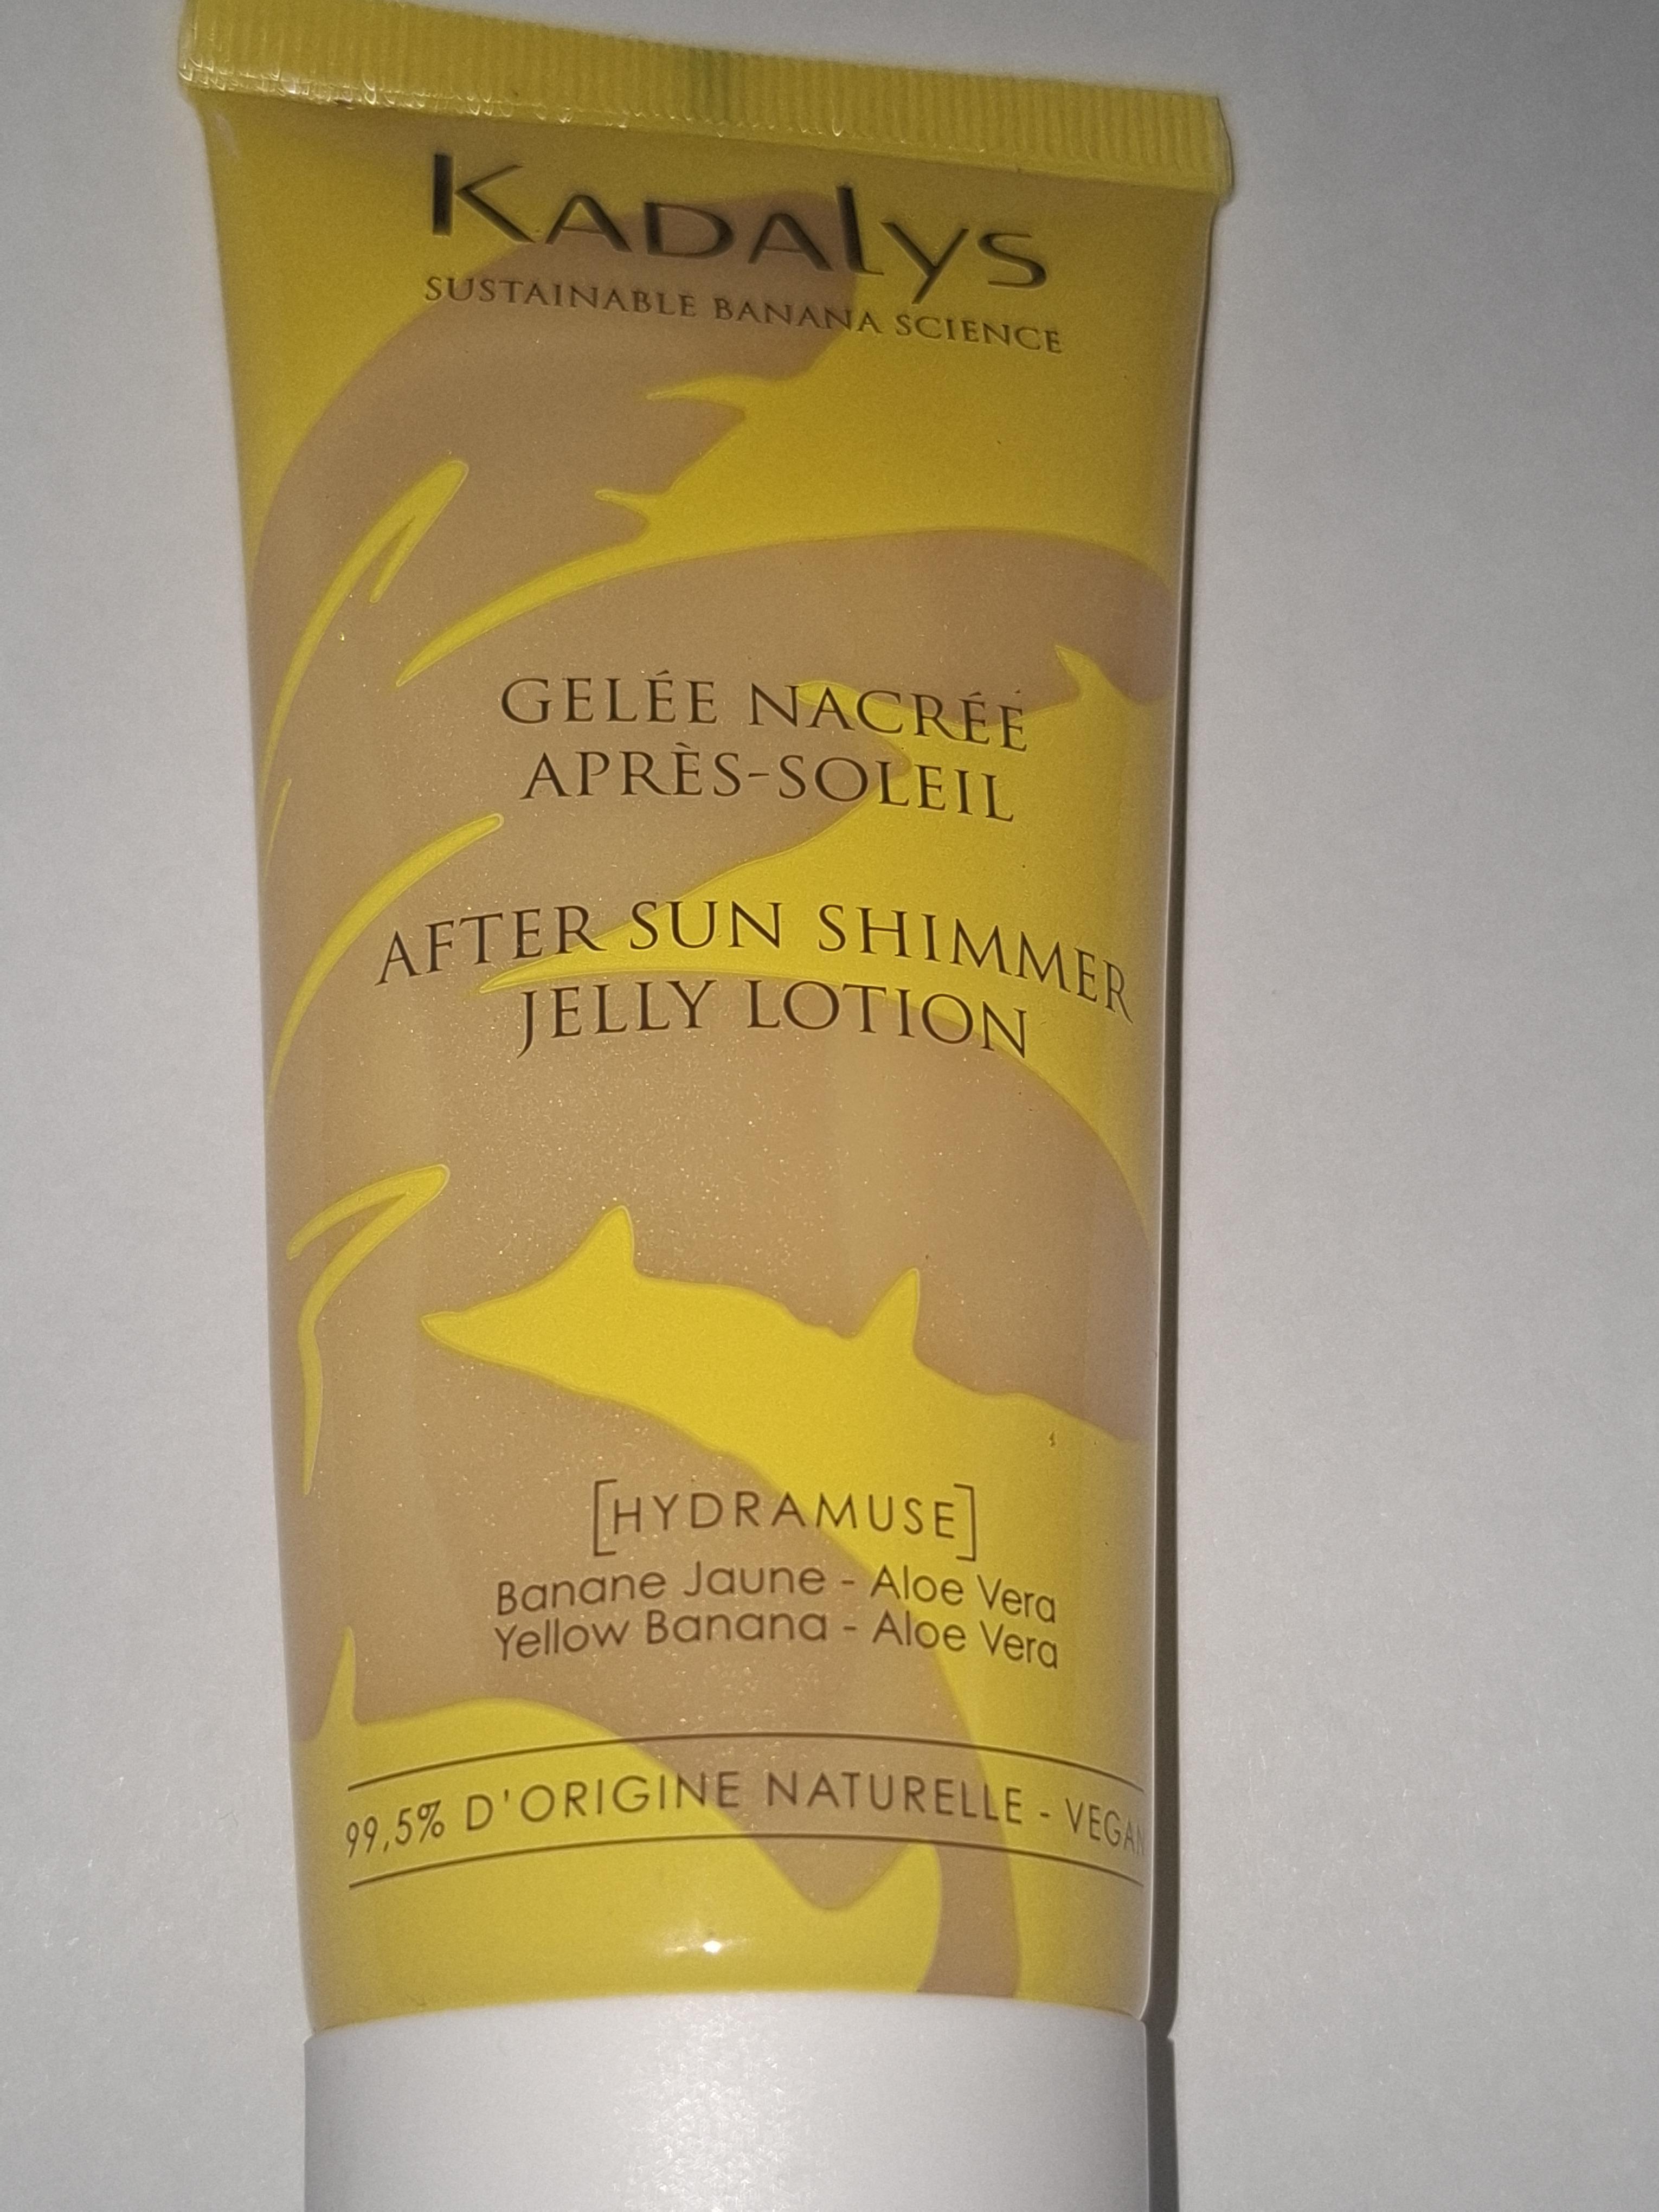 KADALYS
SUSTAINABLE BANANA SCIENCE
GELÉE NACRÉE
APRÈS-SOLEIL
AFTER SUN SHIMMER
JELLY LOTION
[HYDRAMUSE]
Banane Jaune - Aloe Vera
Yellow Banana - Aloe Vera
99,5% D'ORIGINE NATURELLE - VEGAN